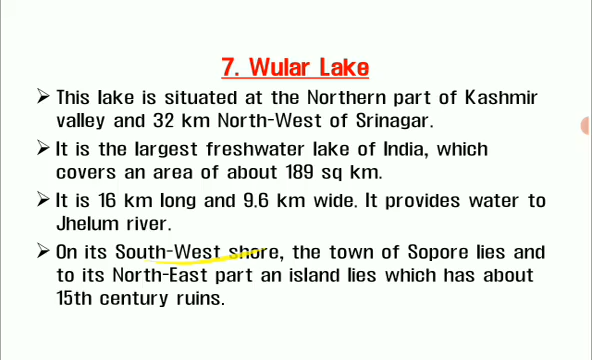 7. Wular Lake
➢ This lake is situated at the Northern part of Kashmir
valley and 32 km North-West of Srinagar.
➢ It is the largest freshwater lake of India, which
covers an area of about 189 sq km.
➢ It is 16 km long and 9.6 km wide. It provides water to
Jhelum river.
➢ On its South-West shore, the town of Sopore lies and
to its North-East part an island lies which has about
15th century ruins.